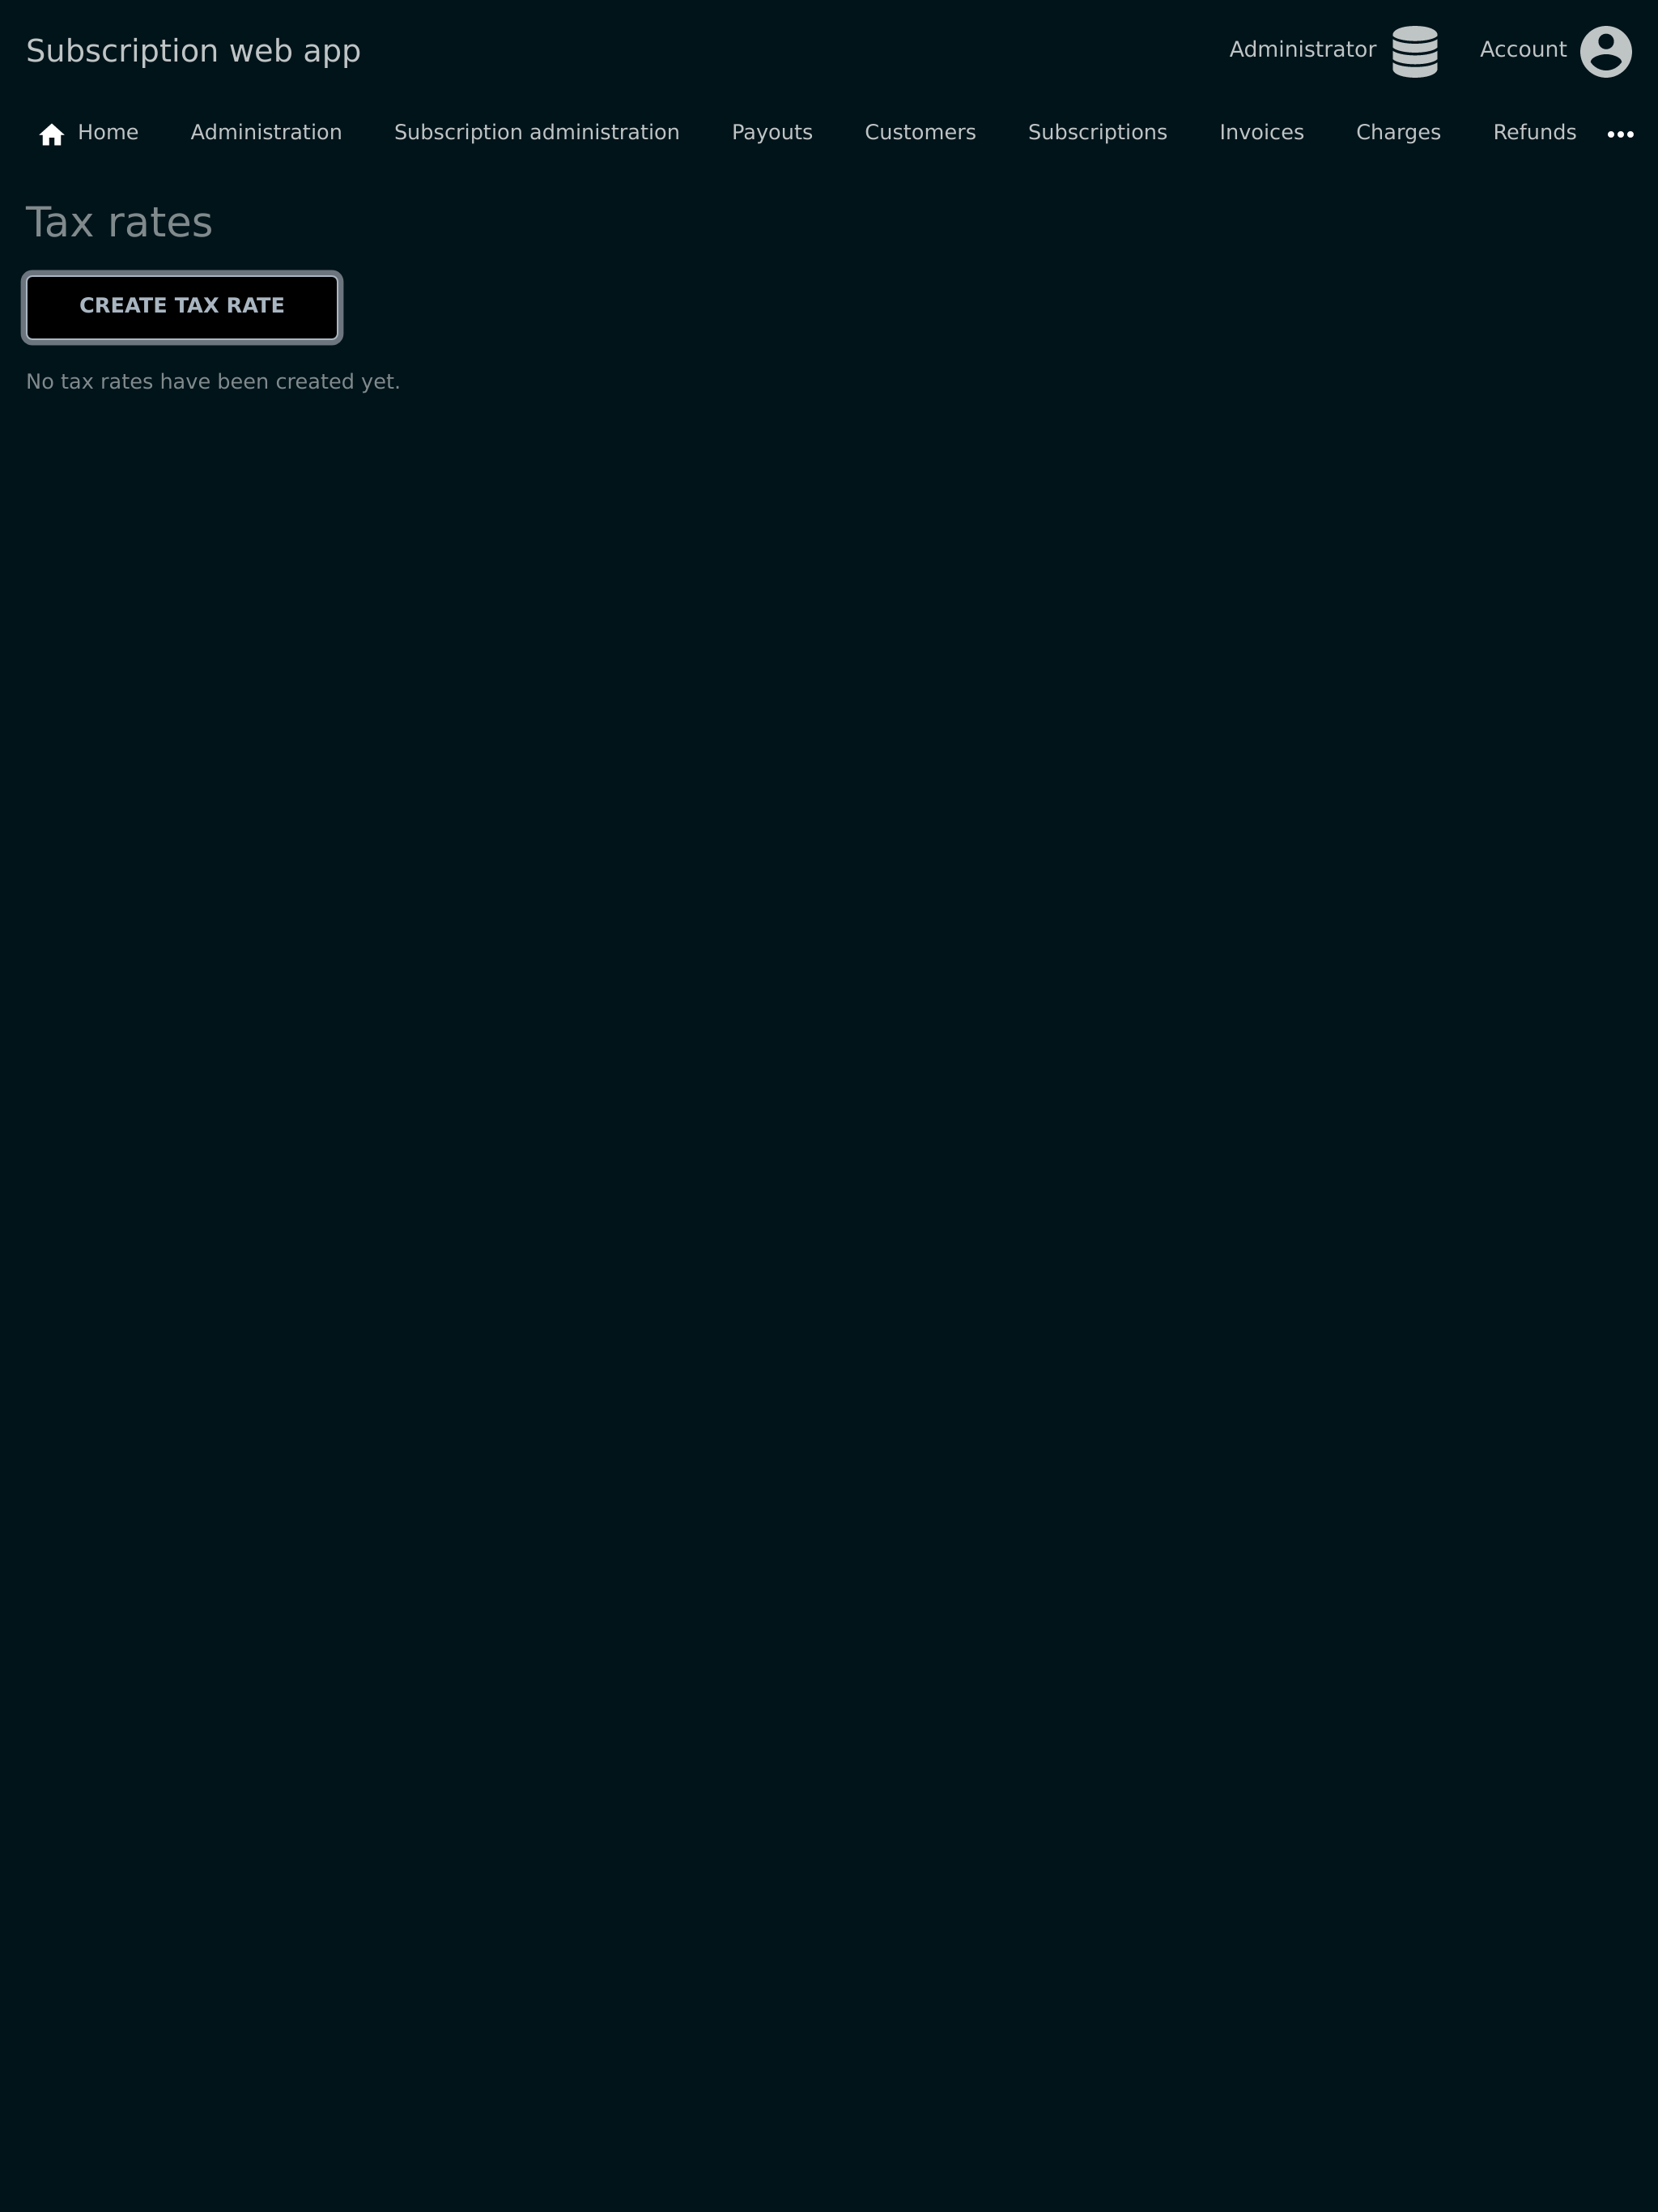 Subscription web app
Administrator Account
Home Administration Subscription administration Payouts Customers Subscriptions Invoices Charges Refunds
Tax rates
CREATE TAX RATE
No tax rates have been created yet.